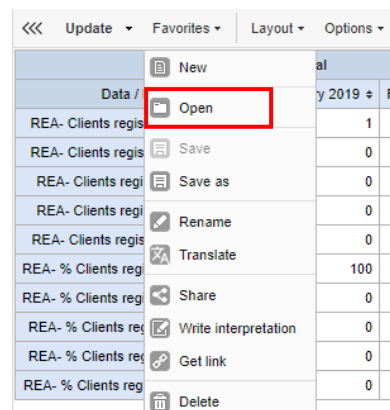 Update Favorites Layout Options
New al
Data / y 2019
Open
REA- Clients regis 1
REA- Clients regis Save 0
REA- Clients regi Save as 0
REA- Clients regi Rename 0
REA- Clients regis Translate 0
REA- % Clients regi 100
REA- % Clients regi Share 0
REA- % Clients reg Write interpretation 0
REA- % Clients reg Get link 0
REA- % Clients reg Delete 0